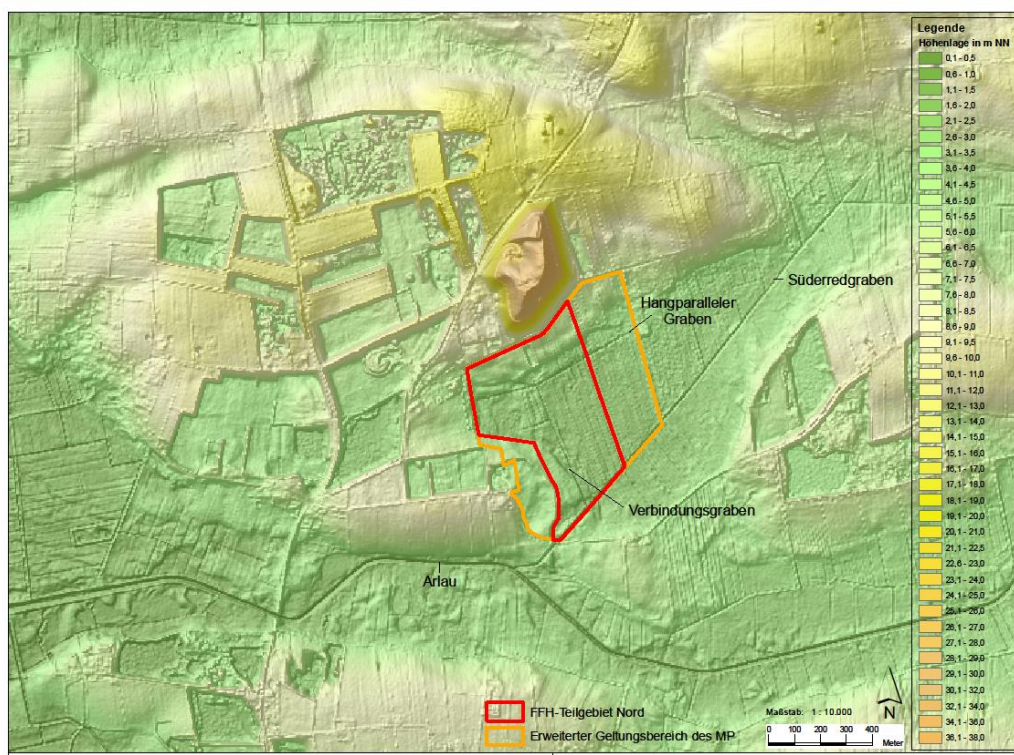 Legende
Höhenlage in m NN
0,1 - 0,5
0,6 - 1,0
1,1 - 1,5
1,6 - 2,0
2,1 - 2,5
2,6 - 3,0
3,1 - 3,5
3,6 - 4,0
4,1 - 4,5
4,6 - 5,0
5,1 - 5,5
5,6 - 6,0
6,1 - 6,5
6,6 - 7,0
7,1 - 7,5
7,6 - 8,0
8,1 - 8,5
8,6 - 9,0
9,1 - 9,5
9,6 - 10,0
10,1 - 11,0
11,1 - 12,0
12,1 - 13,0
13,1 - 14,0
14,1 - 15,0
15,1 - 16,0
16,1 - 17,0
17,1 - 18,0
18,1 - 19,0
19,1 - 20,0
20,1 - 21,0
21,1 - 22,5
22,6 - 23,0
23,1 - 24,0
24,1 - 25,0
25,1 - 26,0
26,1 - 27,0
27,1 - 28,0
28,1 - 29,0
29,1 - 30,0
30,1 - 32,0
32,1 - 34,0
34,1 - 36,0
36,1 - 38,0
Süderredgraben
Hangparalleler
Graben
Verbindungsgraben
Arlau
FFH-Teilgebiet Nord
Erweiterter Geltungsbereich des MP
Maßstab: 1 : 10.000
0 100 200 300 400
Meter
N